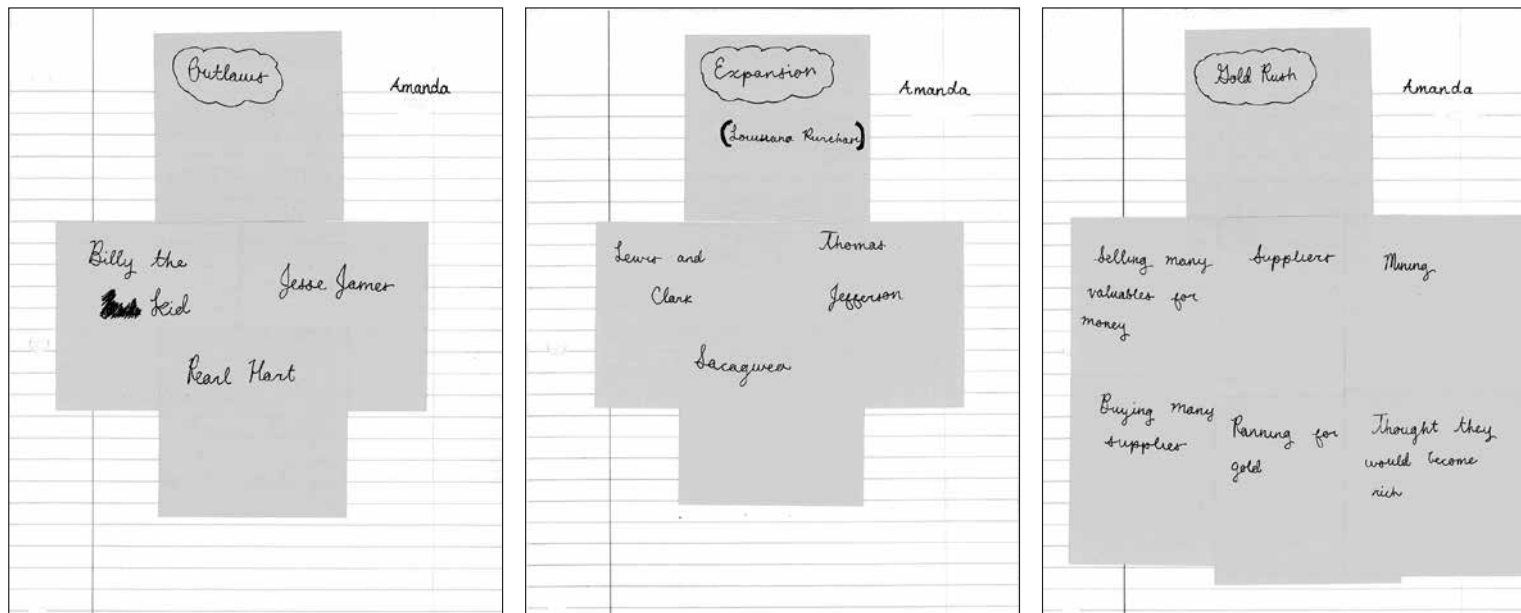 Outlaws
Amanda
Billy the
Kid
Jesse James
Pearl Hart
Expansion
Amanda
(Louisiana Purchase)
Lewis and
Clark
Thomas
Jefferson
Sacagwea
Gold Rush
Amanda
Selling many
valuables for
money
Suppliers
Mining
Buying many
supplies
Panning for
gold
Thought they
would become
rich